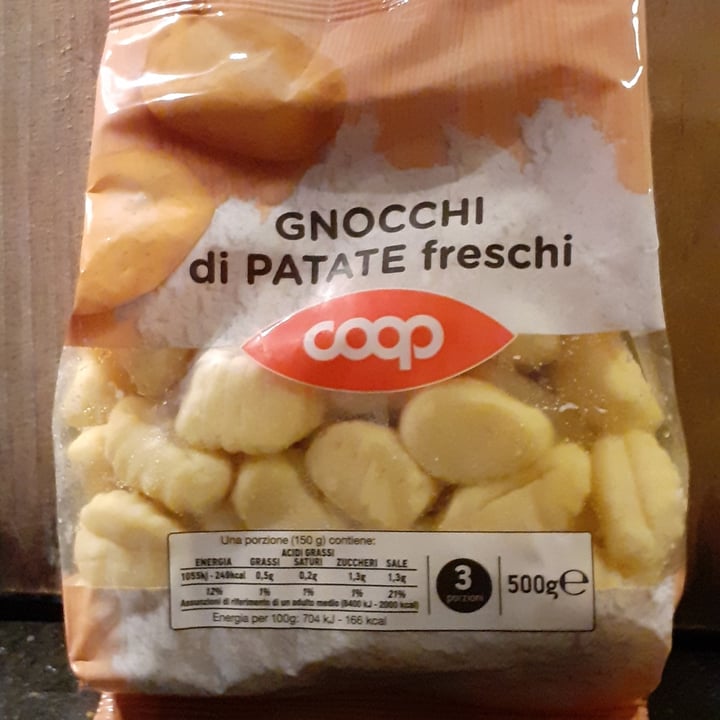 GNOCCHI
di PATATE freschi
coop
Una porzione (150 g) contiene:
ENERGIA GRASSI ACIDI GRASSI SATURI ZUCCHERI SALE
1055kj - 249kcal 0,5g 0,2g 1,3g 1,3g
12% 1% 1% 1% 21%
Assunzioni di riferimento di un adulto medio (8400 kJ - 2000 kcal)
Energia per 100g: 704 kJ - 166 kcal
3
porzioni
500g e